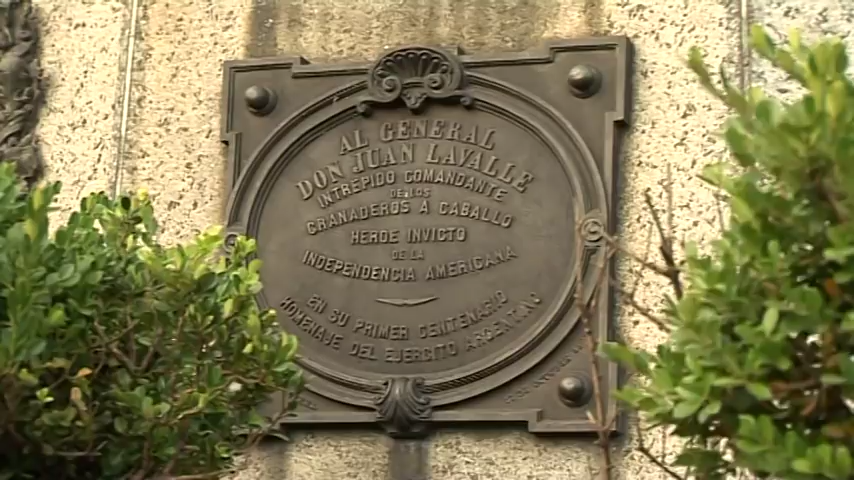 AL GENERAL
DON JUAN LAVALLE
INTRÉPIDO COMANDANTE
DE LOS
GRANADEROS A CABALLO
HEROE INVICTO
DE LA
INDEPENDENCIA AMERICANA
EN SU PRIMER CENTENARIO
HOMENAJE DEL EJERCITO ARGENTINO